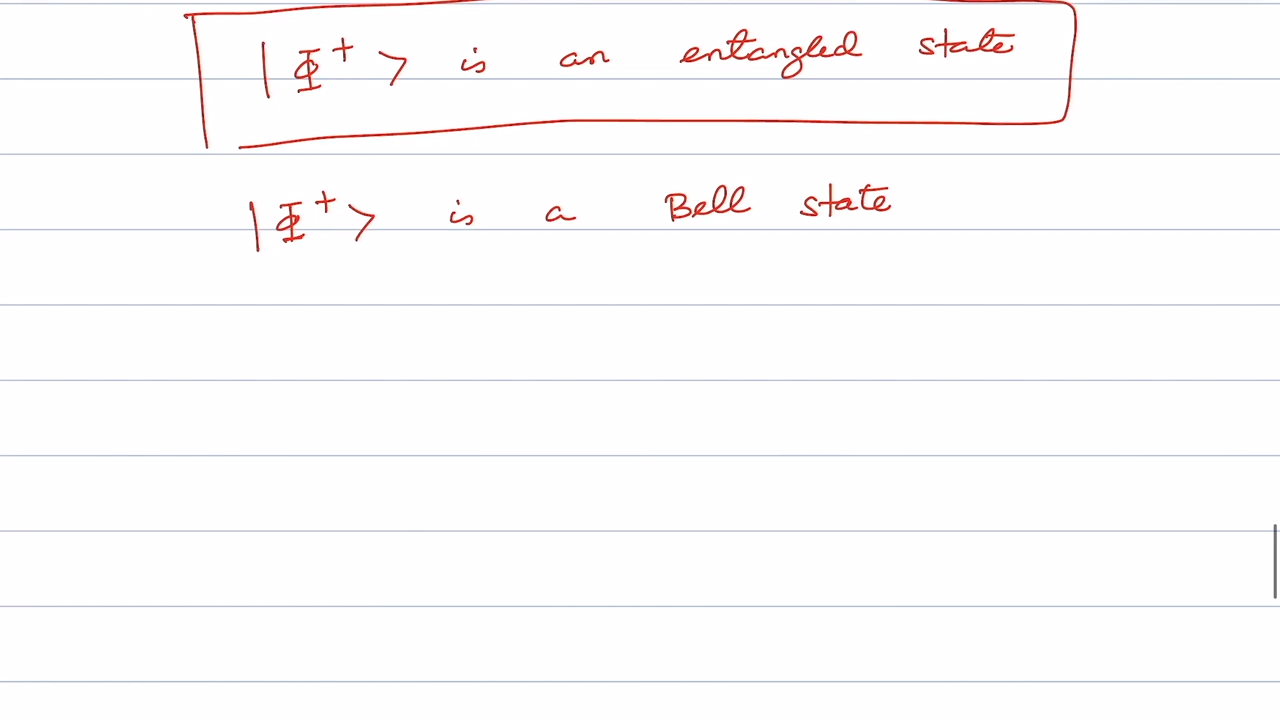 |Φ⁺> is an entangled state
|Φ⁺> is a Bell state